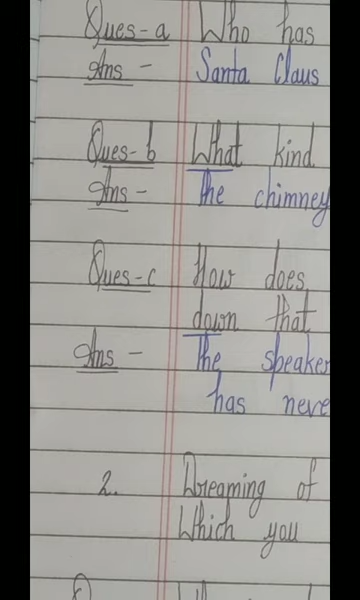 Ques-a Who has
Ans - Santa Claus
Ques-b What kind
Ans - The chimney
Ques-c How does
down that
Ans - The speaker
has neve
2. Dreaming of
Which you